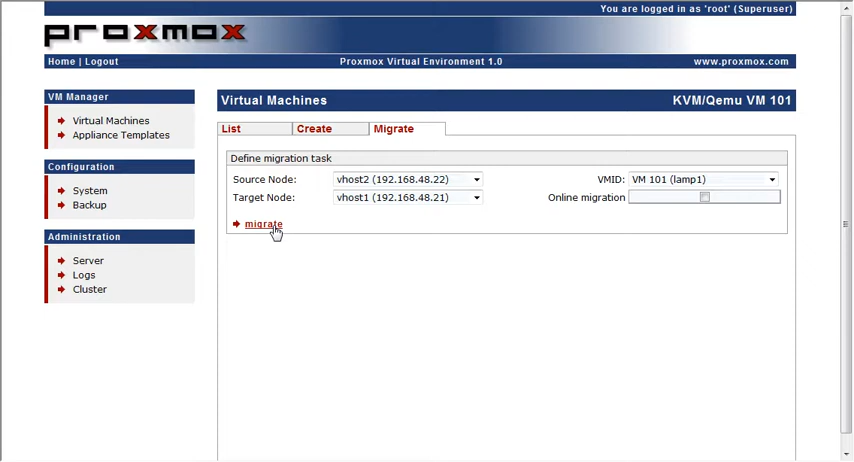 You are logged in as 'root' (Superuser)
proxmox
Home | Logout
Proxmox Virtual Environment 1.0
www.proxmox.com
VM Manager
Virtual Machines
Appliance Templates
Configuration
System
Backup
Administration
Server
Logs
Cluster
Virtual Machines
KVM/Qemu VM 101
List
Create
Migrate
Define migration task
Source Node:
vhost2 (192.168.48.22)
VMID:
VM 101 (lamp1)
Target Node:
vhost1 (192.168.48.21)
Online migration
migrate